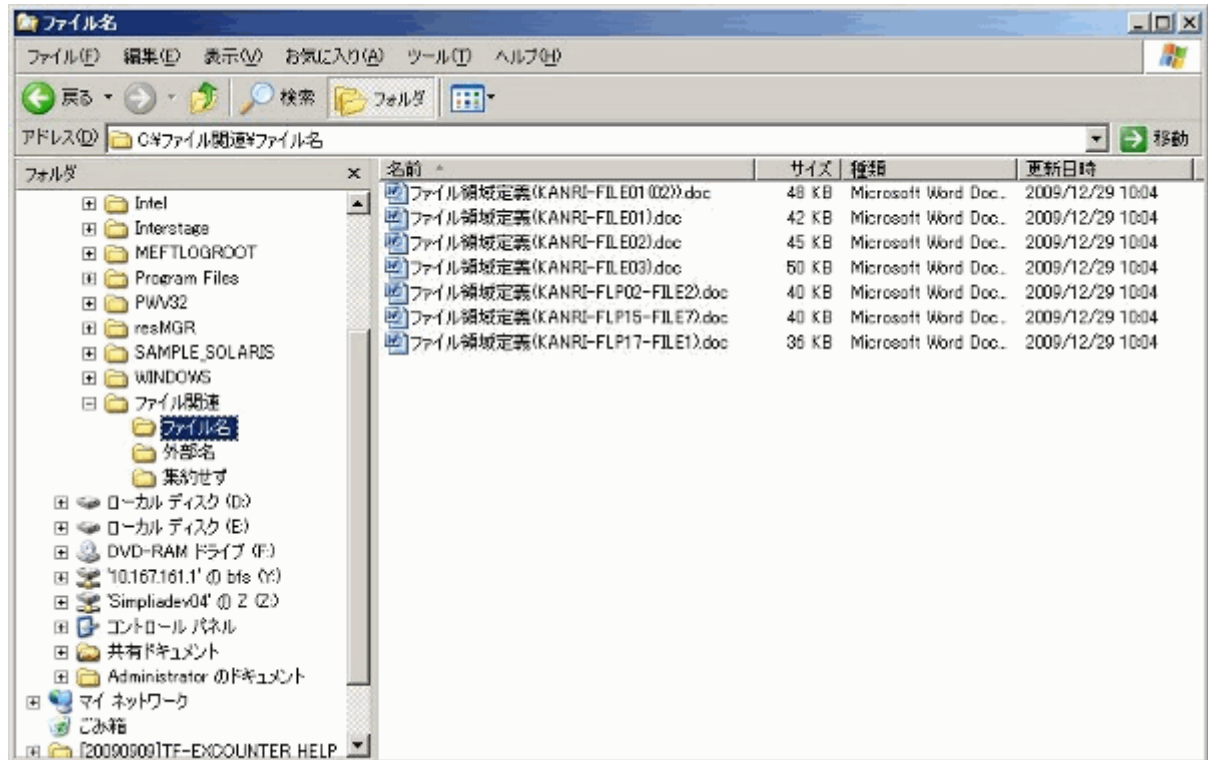 ファイル名
ファイル(F) 編集(E) 表示(V) お気に入り(A) ツール(T) ヘルプ(H)
戻る 検索 フォルダ
アドレス(D) C:¥ファイル関連¥ファイル名 移動
フォルダ ×
Intel
Interstage
MEFTLOGROOT
Program Files
PWV32
resMGR
SAMPLE_SOLARIS
WINDOWS
ファイル関連
ファイル名
外部名
集約せず
ローカル ディスク (D:)
ローカル ディスク (E:)
DVD-RAM ドライブ (F:)
'10.167.161.1' の bfs (Y:)
'Simpliadev04' の Z (Z:)
コントロール パネル
共有ドキュメント
Administrator のドキュメント
マイ ネットワーク
ごみ箱
[20090909]TF-EXCOUNTER HELP
名前 サイズ 種類 更新日時
ファイル領域定義(KANRI-FILE01(02)).doc 48 KB Microsoft Word Doc... 2009/12/29 10:04
ファイル領域定義(KANRI-FILE01).doc 42 KB Microsoft Word Doc... 2009/12/29 10:04
ファイル領域定義(KANRI-FILE02).doc 45 KB Microsoft Word Doc... 2009/12/29 10:04
ファイル領域定義(KANRI-FILE03).doc 50 KB Microsoft Word Doc... 2009/12/29 10:04
ファイル領域定義(KANRI-FLP02-FILE2).doc 40 KB Microsoft Word Doc... 2009/12/29 10:04
ファイル領域定義(KANRI-FLP15-FILE7).doc 40 KB Microsoft Word Doc... 2009/12/29 10:04
ファイル領域定義(KANRI-FLP17-FILE1).doc 36 KB Microsoft Word Doc... 2009/12/29 10:04